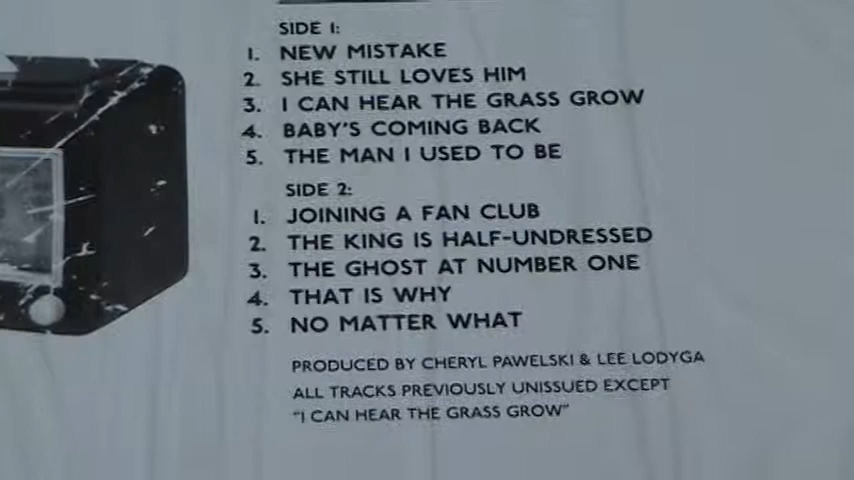 SIDE 1:
1. NEW MISTAKE
2. SHE STILL LOVES HIM
3. I CAN HEAR THE GRASS GROW
4. BABY'S COMING BACK
5. THE MAN I USED TO BE
SIDE 2:
1. JOINING A FAN CLUB
2. THE KING IS HALF-UNDRESSED
3. THE GHOST AT NUMBER ONE
4. THAT IS WHY
5. NO MATTER WHAT
PRODUCED BY CHERYL PAWELSKI & LEE LODYGA
ALL TRACKS PREVIOUSLY UNISSUED EXCEPT
"I CAN HEAR THE GRASS GROW"